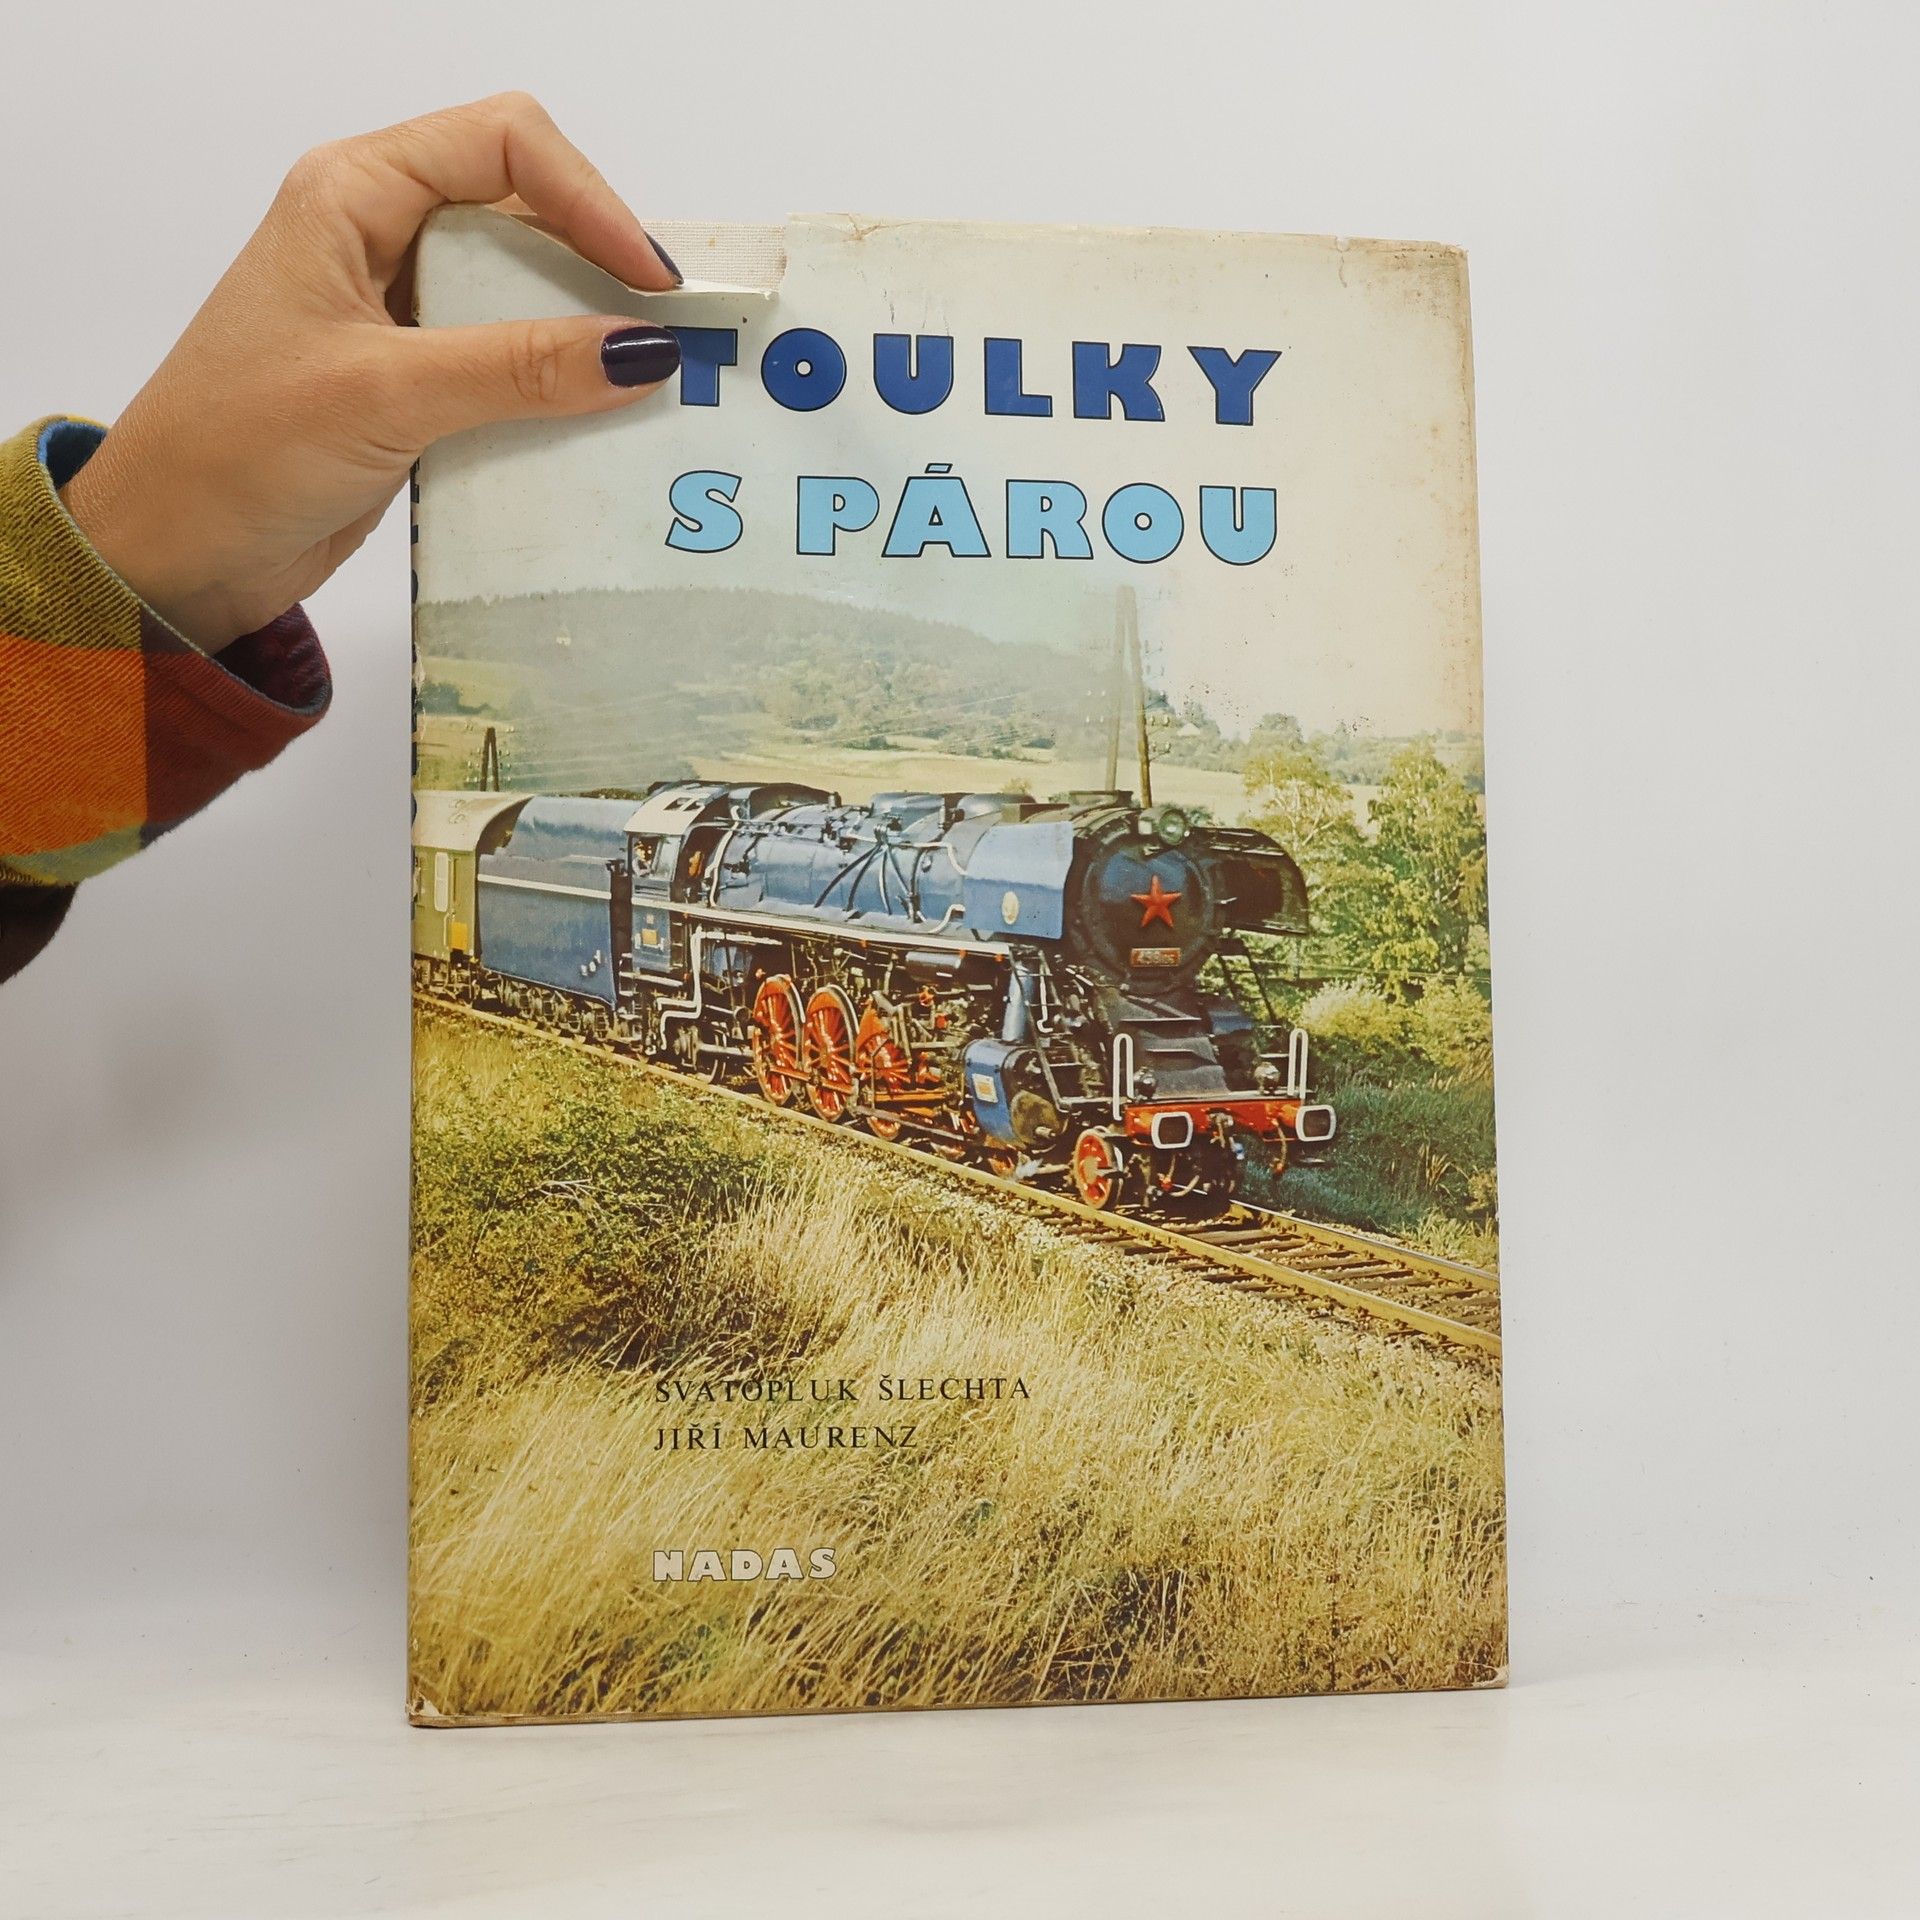 TOULKY
S PÁROU
SVATOPLUK ŠLECHTA
JIŘÍ MAURENZ
NADAS